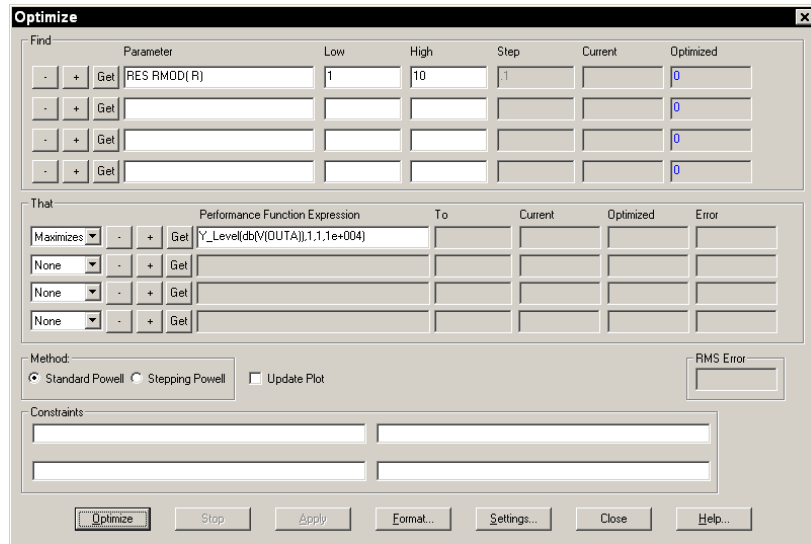 Optimize
Find
Parameter Low High Step Current Optimized
- + Get RES RMOD( R) 1 10 .1 0
- + Get 0
- + Get 0
- + Get 0
That
Performance Function Expression To Current Optimized Error
Maximizes - + Get Y_Level(db(V(OUTA)),1,1,1e+004)
None - + Get
None - + Get
None - + Get
Method: RMS Error
Standard Powell Stepping Powell Update Plot
Constraints
Optimize Stop Apply Format... Settings... Close Help...